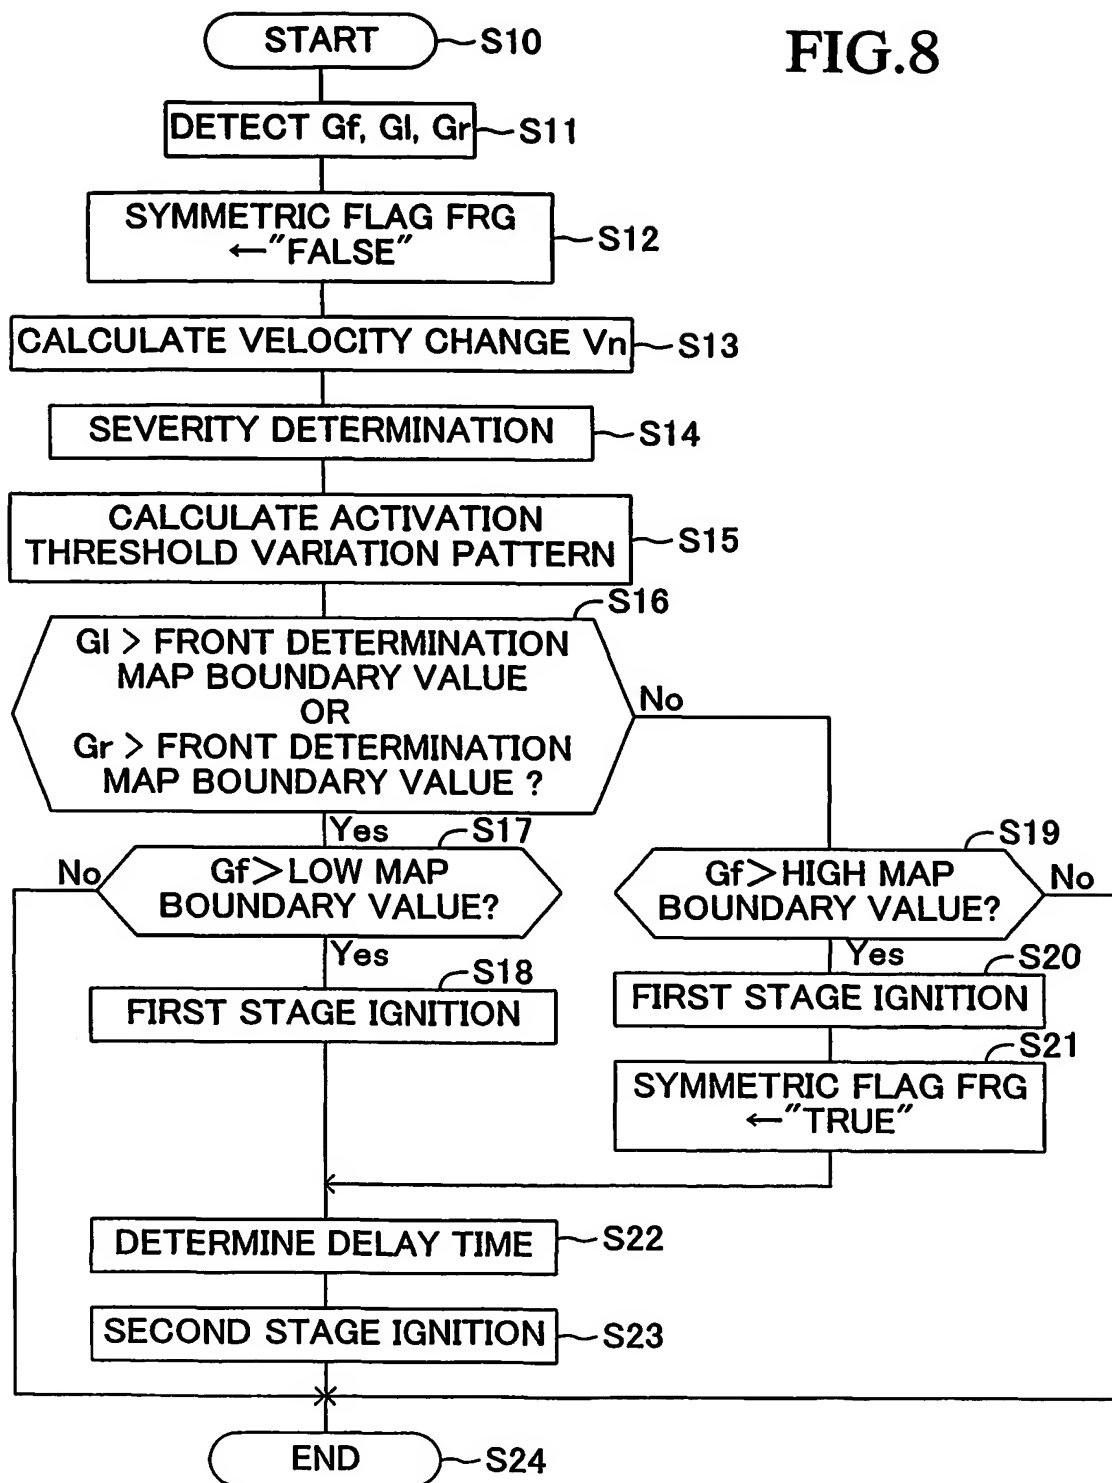 FIG.8
START
S10
DETECT Gf, Gl, Gr
S11
SYMMETRIC FLAG FRG
←"FALSE"
S12
CALCULATE VELOCITY CHANGE Vn
S13
SEVERITY DETERMINATION
S14
CALCULATE ACTIVATION
THRESHOLD VARIATION PATTERN
S15
S16
Gl > FRONT DETERMINATION
MAP BOUNDARY VALUE
OR
Gr > FRONT DETERMINATION
MAP BOUNDARY VALUE ?
No
Yes
S17
No
Gf>LOW MAP
BOUNDARY VALUE?
Yes
S18
FIRST STAGE IGNITION
S19
Gf>HIGH MAP
BOUNDARY VALUE?
No
Yes
S20
FIRST STAGE IGNITION
S21
SYMMETRIC FLAG FRG
←"TRUE"
DETERMINE DELAY TIME
S22
SECOND STAGE IGNITION
S23
END
S24